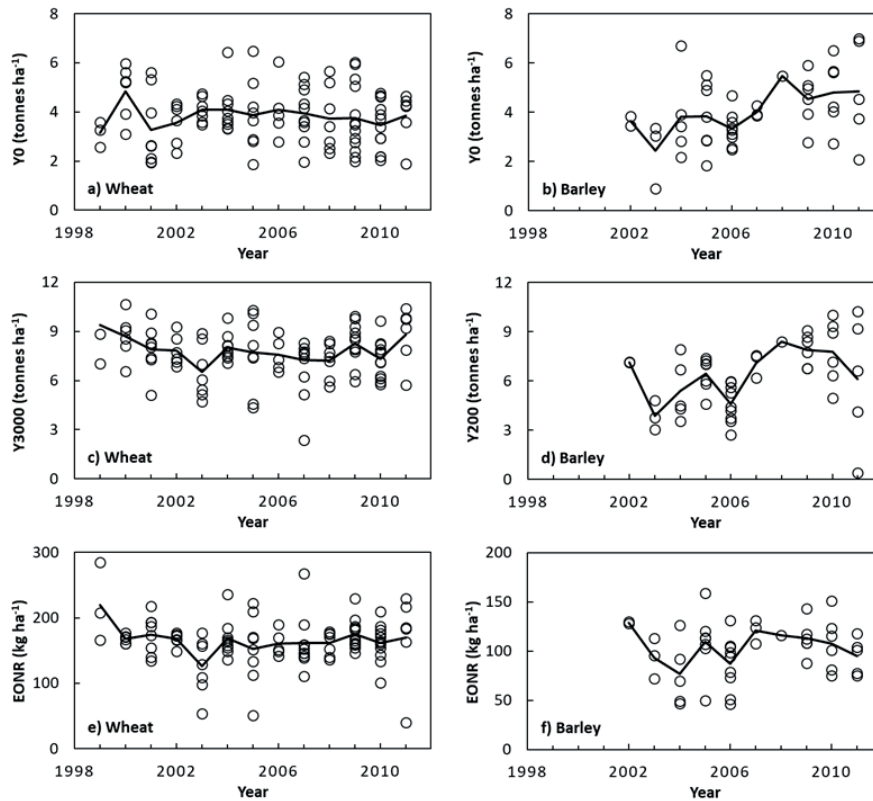 8
6
4
2
0
Y0 (tonnes ha⁻¹)
a) Wheat
1998 2002 2006 2010
Year
8
6
4
2
0
Y0 (tonnes ha⁻¹)
b) Barley
1998 2002 2006 2010
Year
12
9
6
3
0
Y3000 (tonnes ha⁻¹)
c) Wheat
1998 2002 2006 2010
Year
12
9
6
3
0
Y200 (tonnes ha⁻¹)
d) Barley
1998 2002 2006 2010
Year
300
200
100
0
EONR (kg ha⁻¹)
e) Wheat
1998 2002 2006 2010
Year
200
150
100
50
0
EONR (kg ha⁻¹)
f) Barley
1998 2002 2006 2010
Year